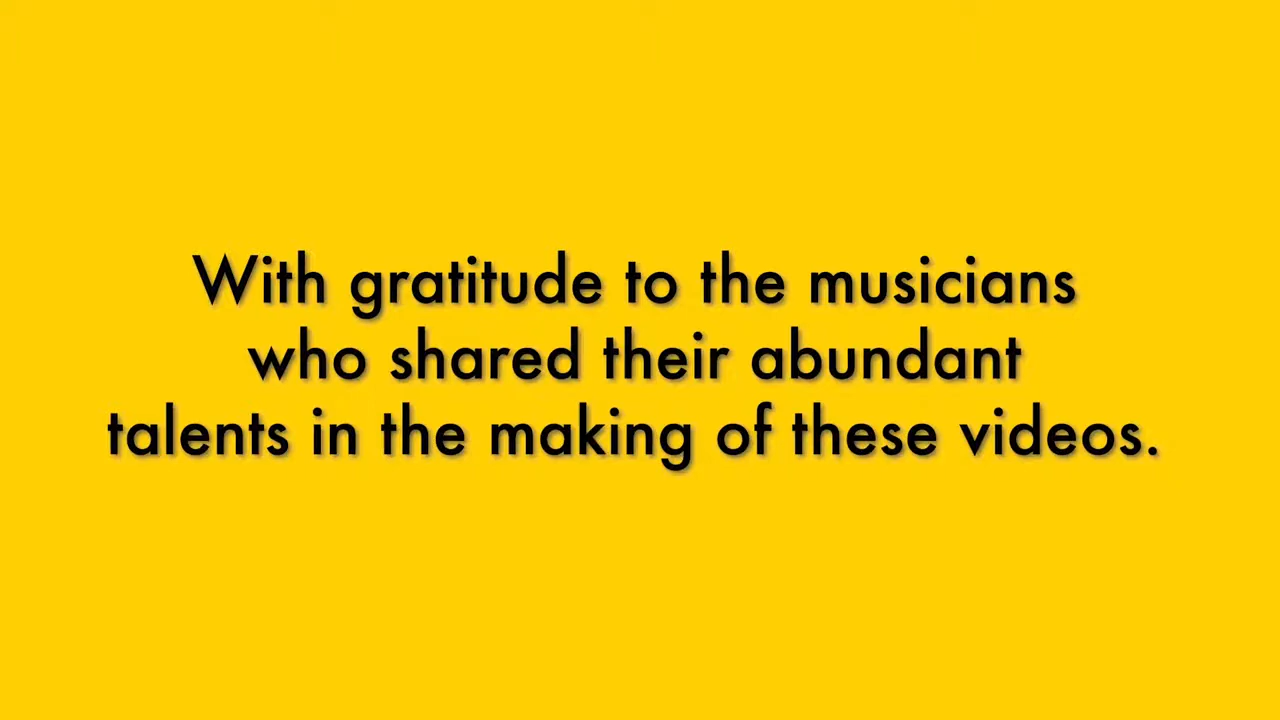 With gratitude to the musicians
who shared their abundant
talents in the making of these videos.